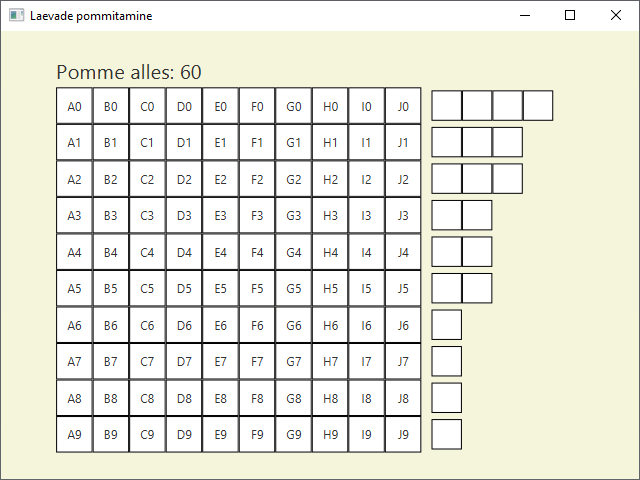 Laevade pommitamine
Pomme alles: 60
A0 B0 C0 D0 E0 F0 G0 H0 I0 J0
A1 B1 C1 D1 E1 F1 G1 H1 I1 J1
A2 B2 C2 D2 E2 F2 G2 H2 I2 J2
A3 B3 C3 D3 E3 F3 G3 H3 I3 J3
A4 B4 C4 D4 E4 F4 G4 H4 I4 J4
A5 B5 C5 D5 E5 F5 G5 H5 I5 J5
A6 B6 C6 D6 E6 F6 G6 H6 I6 J6
A7 B7 C7 D7 E7 F7 G7 H7 I7 J7
A8 B8 C8 D8 E8 F8 G8 H8 I8 J8
A9 B9 C9 D9 E9 F9 G9 H9 I9 J9